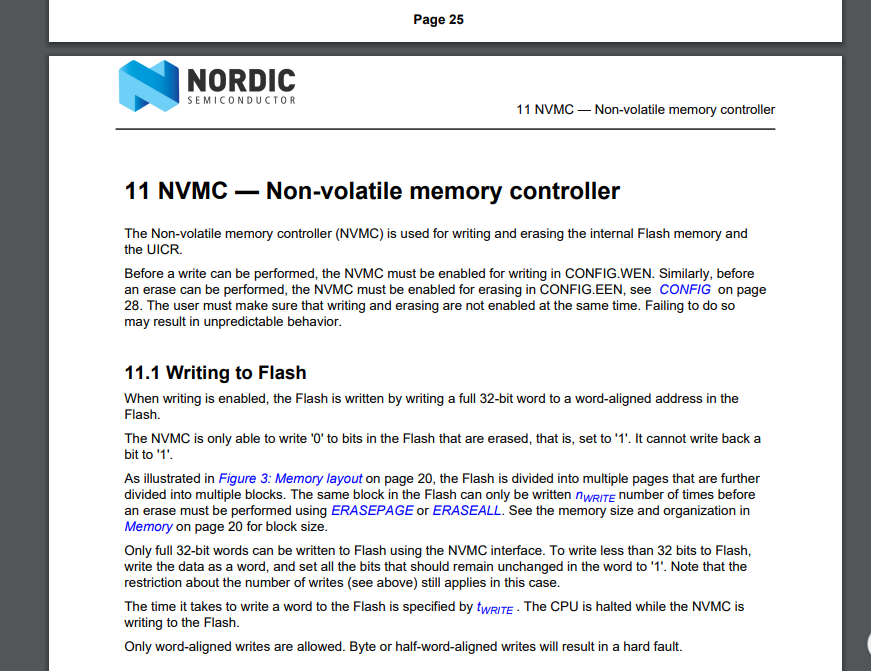 Page 25
NORDIC
SEMICONDUCTOR
11 NVMC — Non-volatile memory controller
11 NVMC — Non-volatile memory controller
The Non-volatile memory controller (NVMC) is used for writing and erasing the internal Flash memory and
the UICR.
Before a write can be performed, the NVMC must be enabled for writing in CONFIG.WEN. Similarly, before
an erase can be performed, the NVMC must be enabled for erasing in CONFIG.EEN, see CONFIG on page
28. The user must make sure that writing and erasing are not enabled at the same time. Failing to do so
may result in unpredictable behavior.
11.1 Writing to Flash
When writing is enabled, the Flash is written by writing a full 32-bit word to a word-aligned address in the
Flash.
The NVMC is only able to write '0' to bits in the Flash that are erased, that is, set to '1'. It cannot write back a
bit to '1'.
As illustrated in Figure 3: Memory layout on page 20, the Flash is divided into multiple pages that are further
divided into multiple blocks. The same block in the Flash can only be written nWRITE number of times before
an erase must be performed using ERASEPAGE or ERASEALL. See the memory size and organization in
Memory on page 20 for block size.
Only full 32-bit words can be written to Flash using the NVMC interface. To write less than 32 bits to Flash,
write the data as a word, and set all the bits that should remain unchanged in the word to '1'. Note that the
restriction about the number of writes (see above) still applies in this case.
The time it takes to write a word to the Flash is specified by tWRITE . The CPU is halted while the NVMC is
writing to the Flash.
Only word-aligned writes are allowed. Byte or half-word-aligned writes will result in a hard fault.